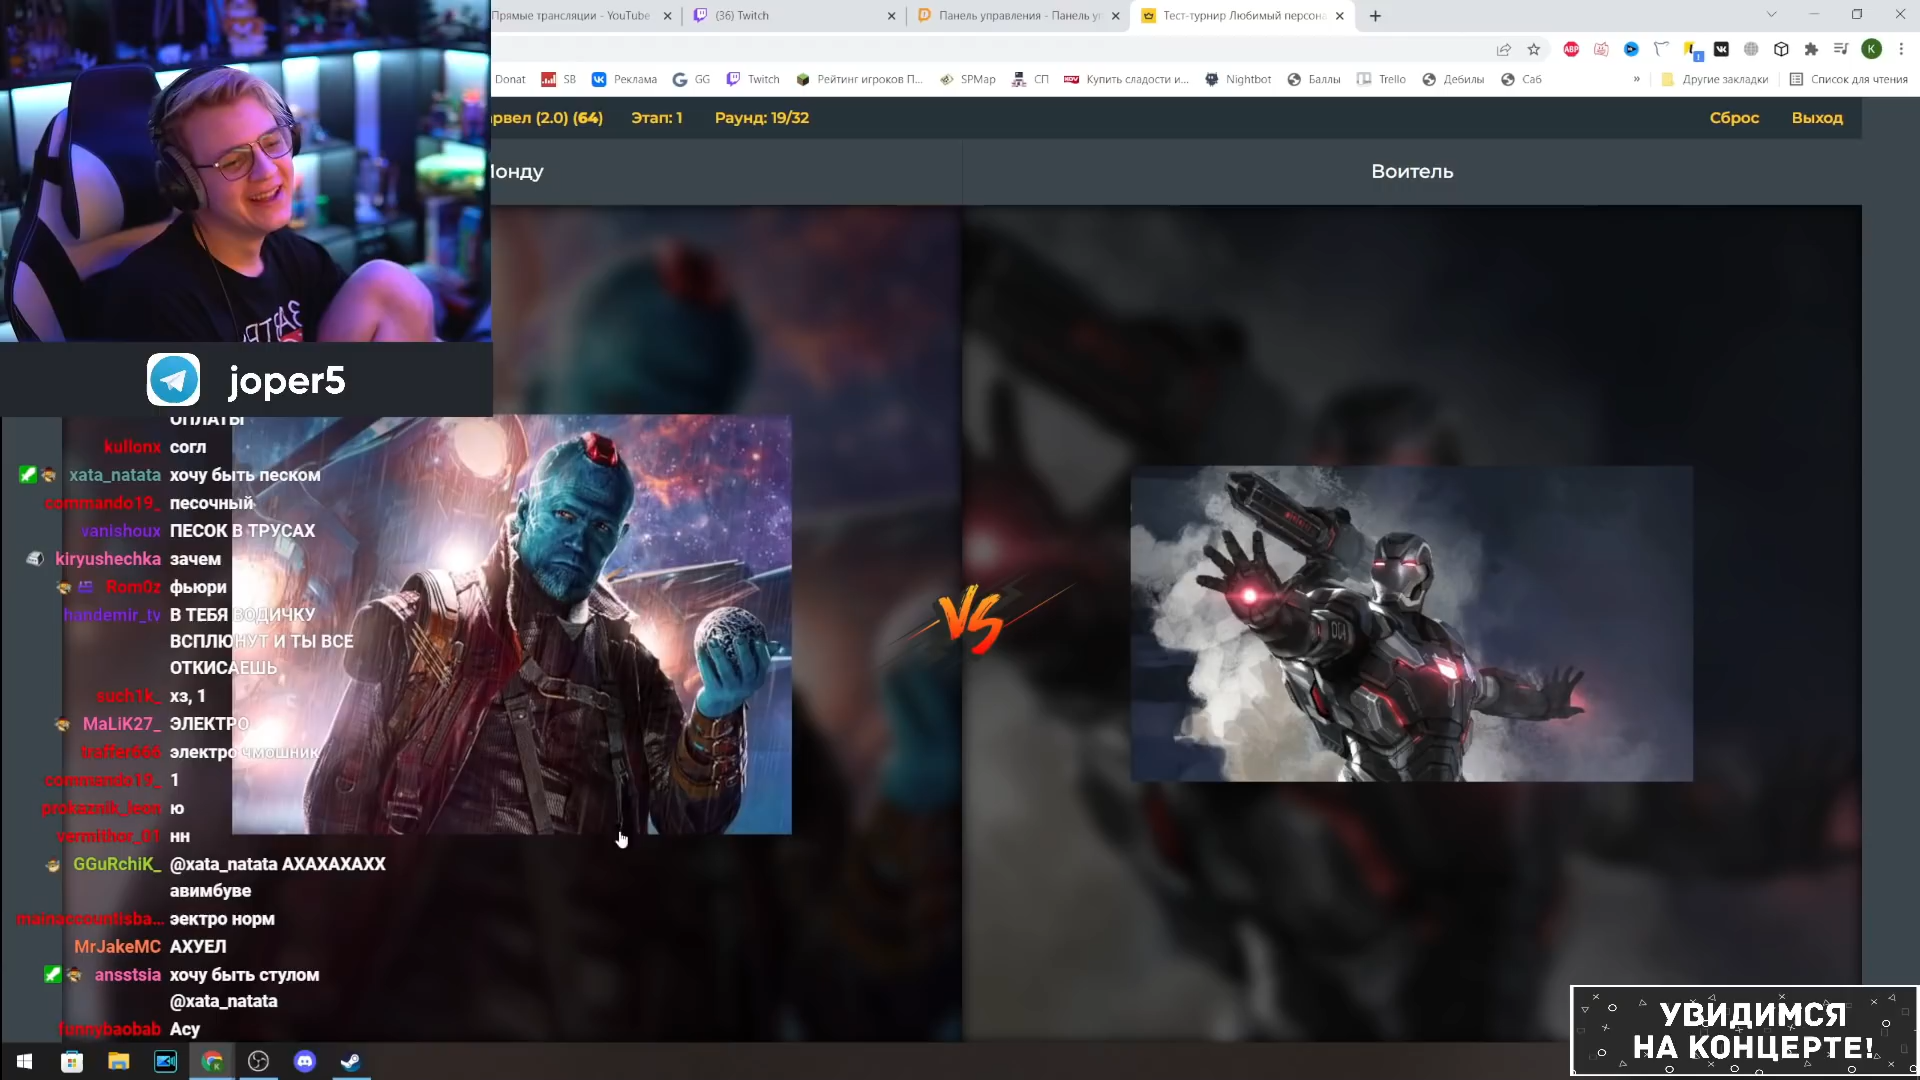 Прямые трансляции - YouTube
(36) Twitch
Панель управления - Панель у
Тест-турнир Любимый персона
Donat
SB
Реклама
GG
Twitch
Рейтинг игроков П...
SPMap
СП
Купить сладости и...
Nightbot
Баллы
Trello
Дебилы
Саб
»
Другие закладки
Список для чтения
рвел (2.0) (64)
Этап: 1
Раунд: 19/32
Сброс
Выход
онду
Воитель
joper5
VS
ОПЛАТЫ
kullonx согл
xata_natata хочу быть песком
commando19_ песочный
vanishoux ПЕСОК В ТРУСАХ
kiryushechka зачем
Rom0z фьюри
handemir_tv В ТЕБЯ ВОДИЧКУ
ВСПЛЮНУТ И ТЫ ВСЕ
ОТКИСАЕШЬ
such1k_ хз, 1
MaLiK27_ ЭЛЕКТРО
traffer666 электро чмошник
commando19_ 1
prokaznik_leon ю
vermithor_01 нн
GGuRchiK_ @xata_natata АХАХАХАХХ
авимбуве
mainaccountisba... эектро норм
MrJakeMC АХУЕЛ
ansstsia хочу быть стулом
@xata_natata
funnybaobab Асу
УВИДИМСЯ
НА КОНЦЕРТЕ!